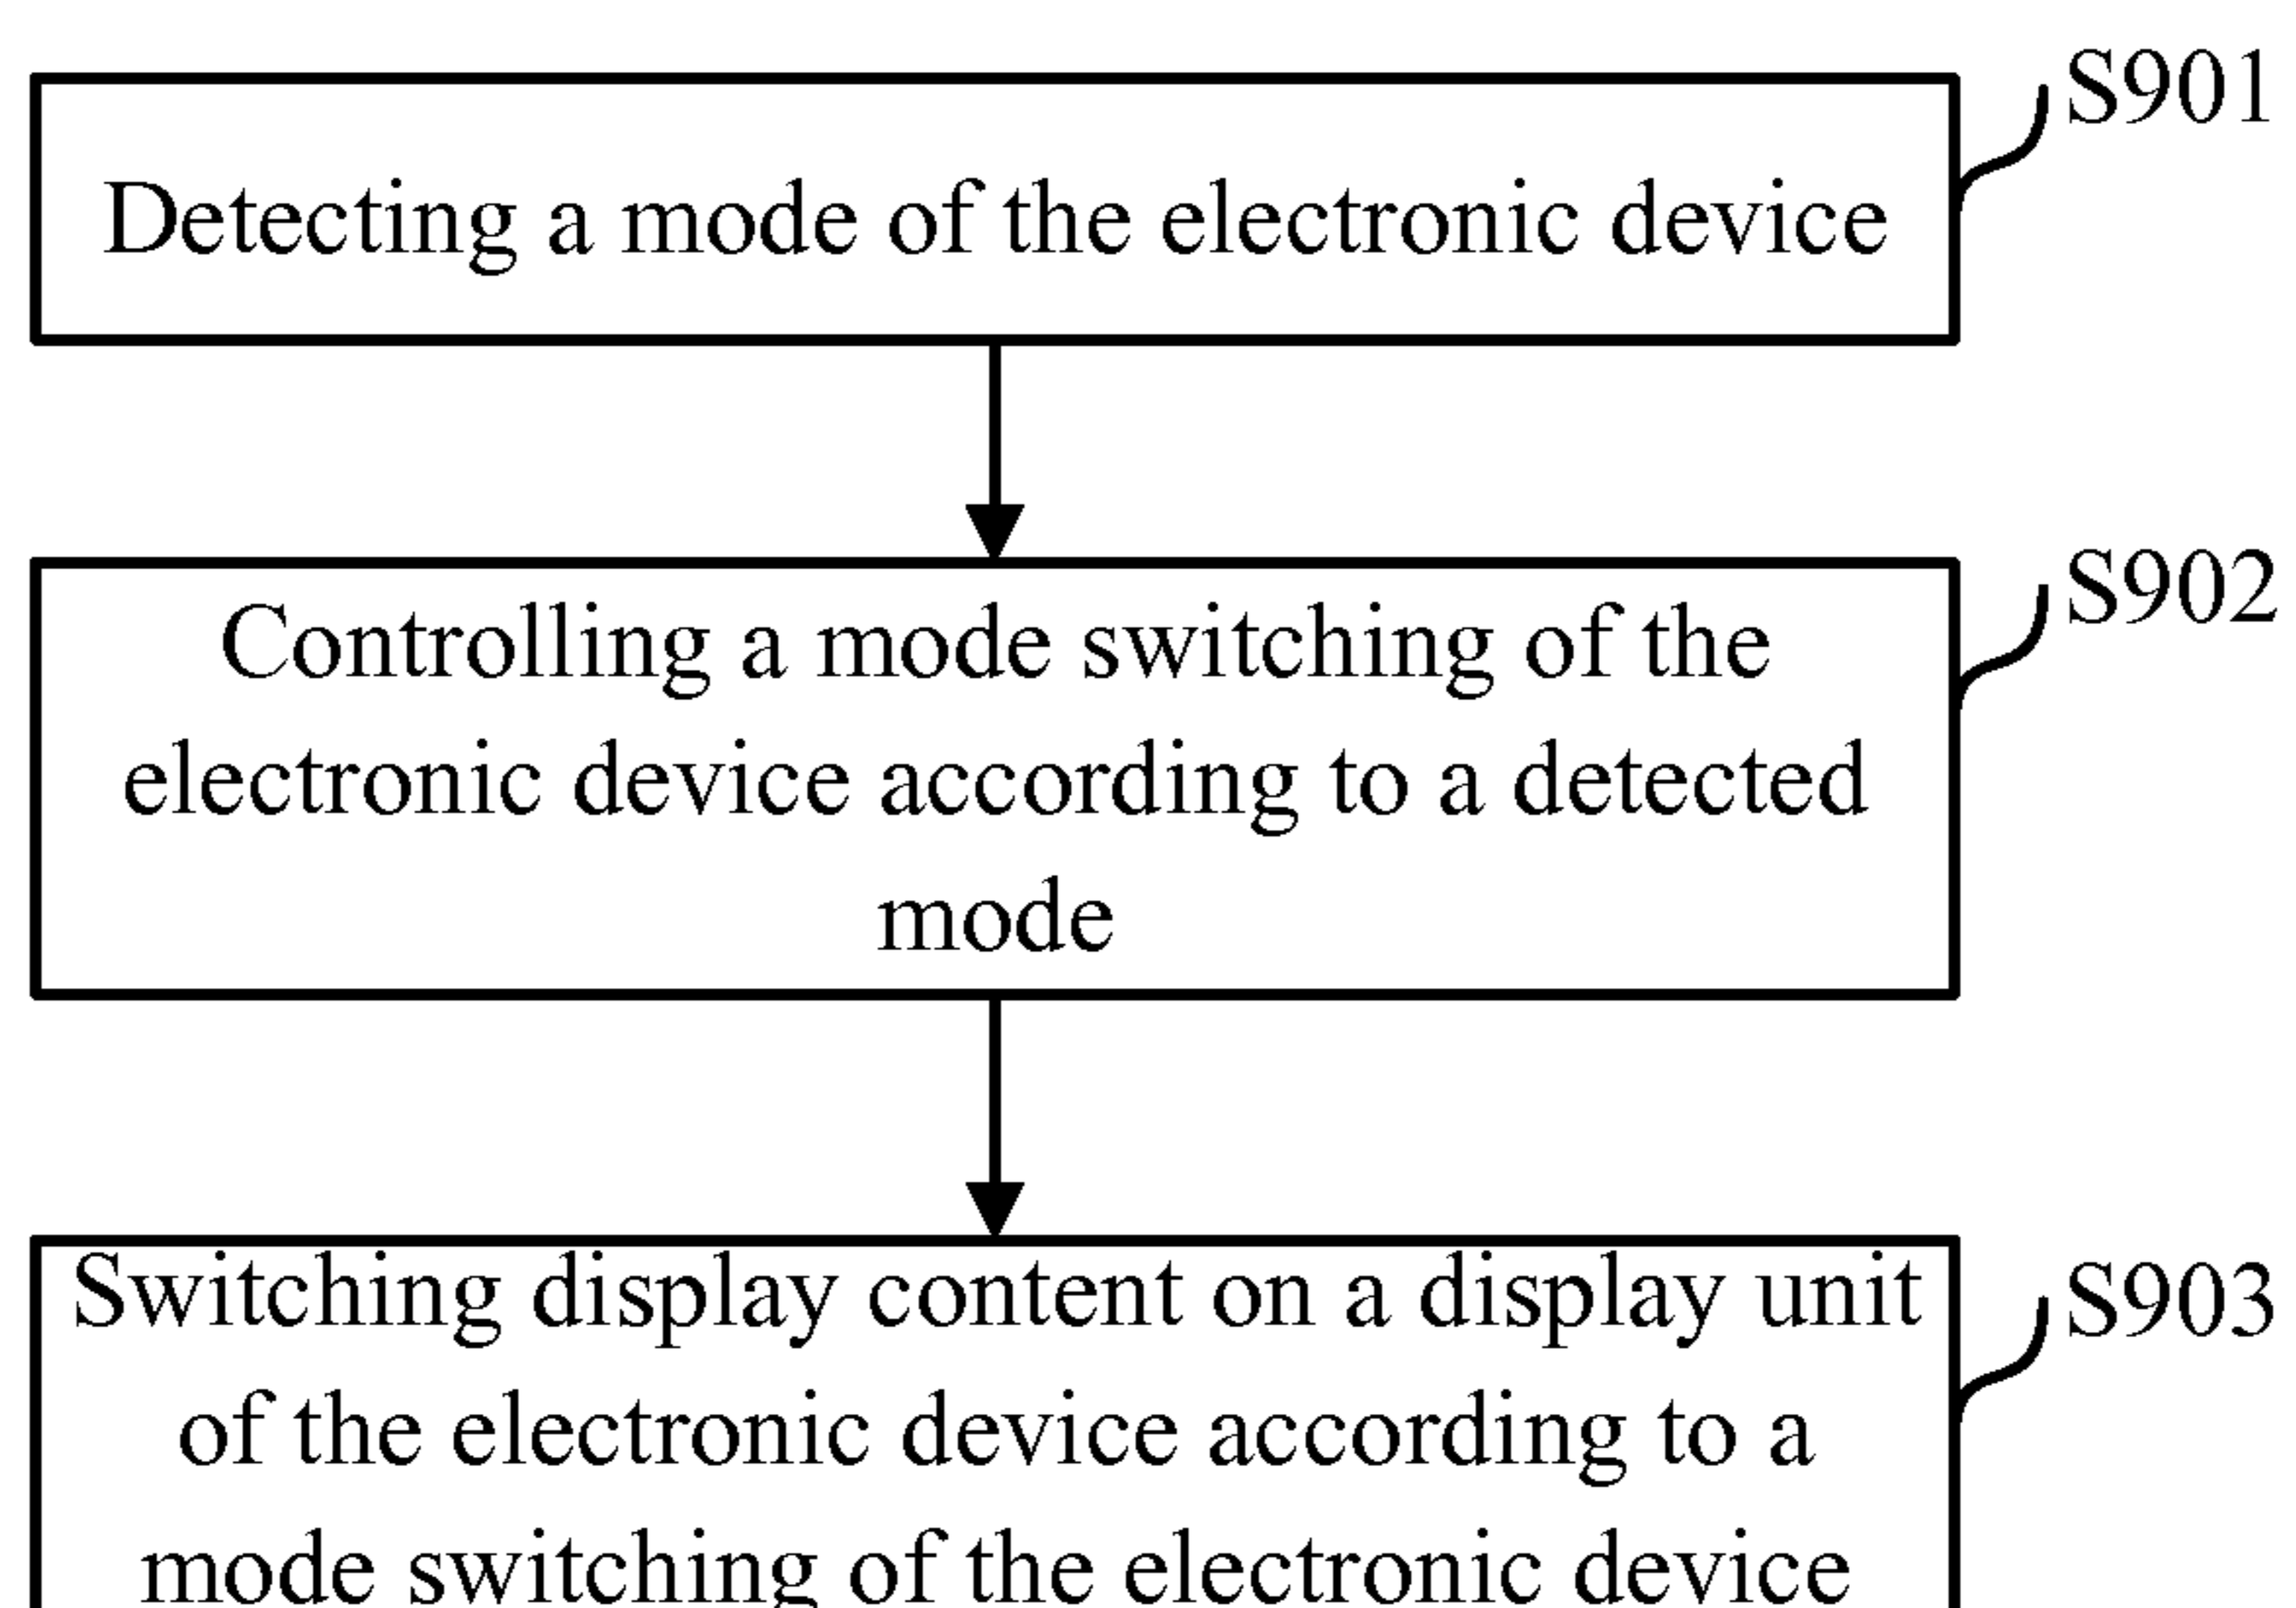 S901
Detecting a mode of the electronic device
S902
Controlling a mode switching of the
electronic device according to a detected
mode
S903
Switching display content on a display unit
of the electronic device according to a
mode switching of the electronic device